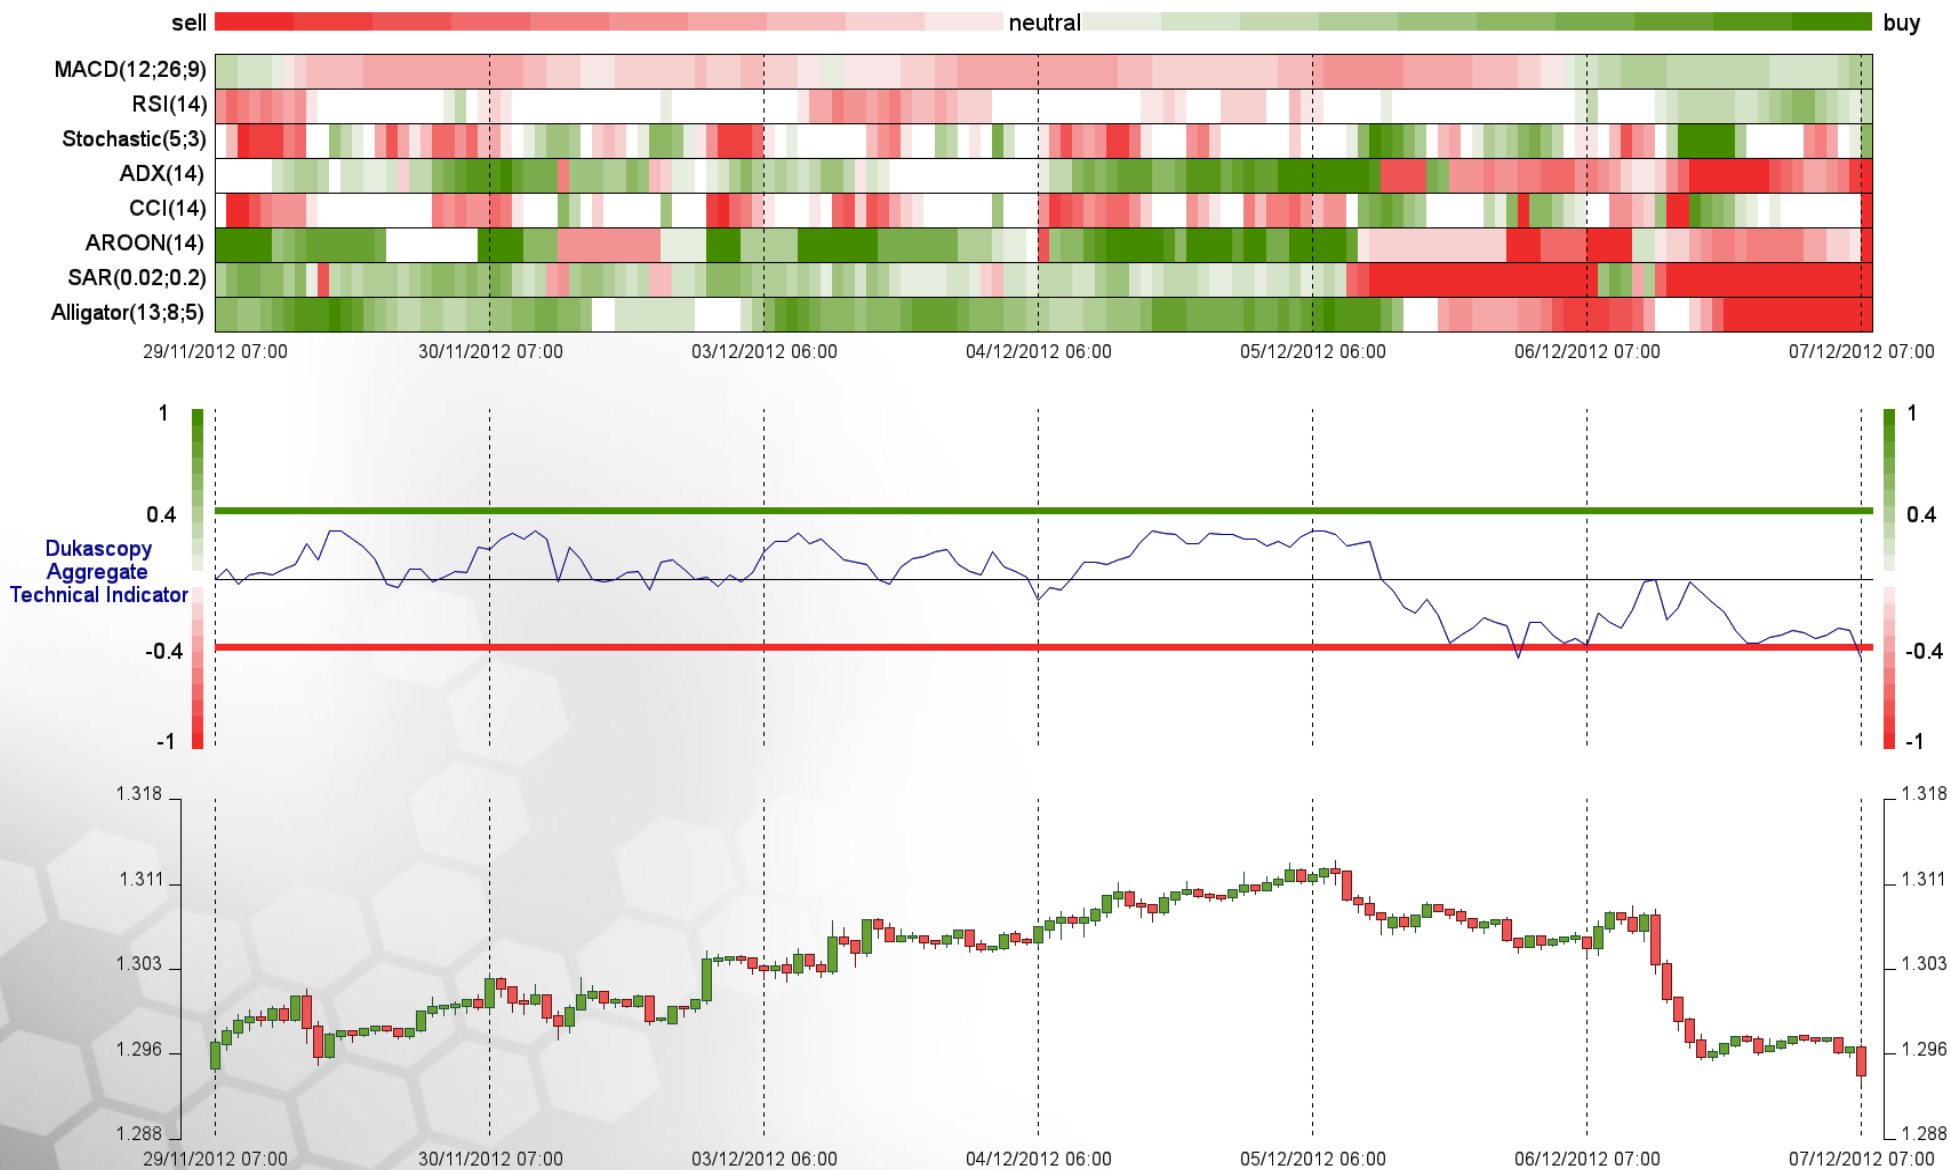 sell neutral buy
MACD(12;26;9)
RSI(14)
Stochastic(5;3)
ADX(14)
CCI(14)
AROON(14)
SAR(0.02;0.2)
Alligator(13;8;5)
29/11/2012 07:00 30/11/2012 07:00 03/12/2012 06:00 04/12/2012 06:00 05/12/2012 06:00 06/12/2012 07:00 07/12/2012 07:00
1 1
0.4 0.4
Dukascopy
Aggregate
Technical Indicator
-0.4 -0.4
-1 -1
1.318 1.318
1.311 1.311
1.303 1.303
1.296 1.296
1.288 1.288
29/11/2012 07:00 30/11/2012 07:00 03/12/2012 06:00 04/12/2012 06:00 05/12/2012 06:00 06/12/2012 07:00 07/12/2012 07:00